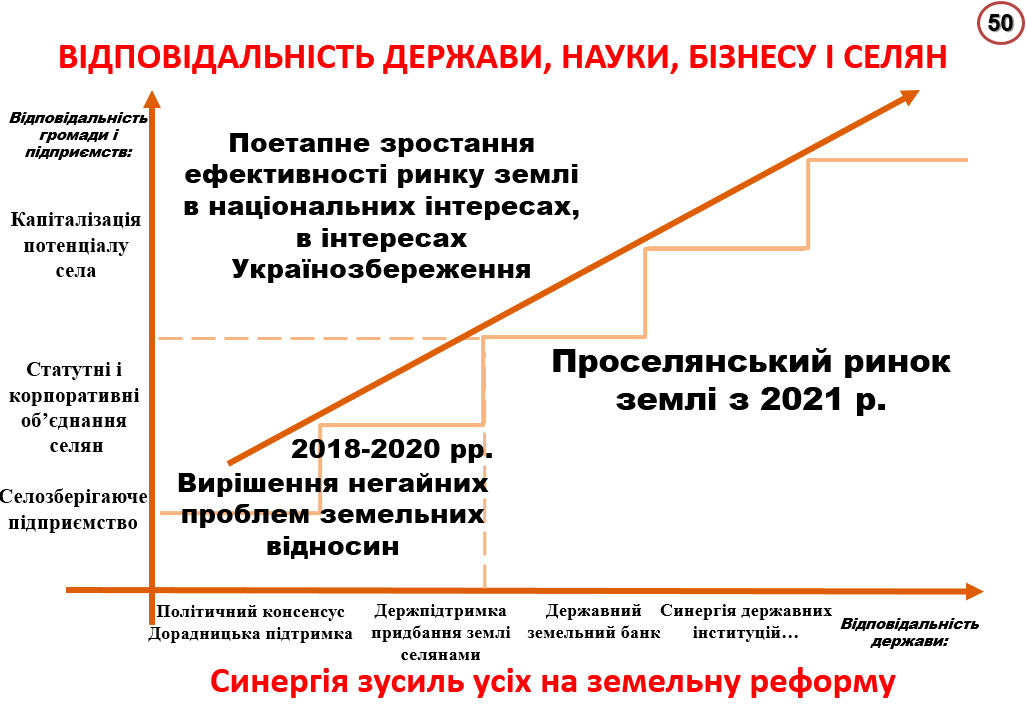 50
ВІДПОВІДАЛЬНІСТЬ ДЕРЖАВИ, НАУКИ, БІЗНЕСУ І СЕЛЯН
Відповідальність
громади і
підприємств:
Поетапне зростання
ефективності ринку землі
в національних інтересах,
в інтересах
Українозбереження
Капіталізація
потенціалу
села
Проселянський ринок
землі з 2021 р.
Статутні і
корпоративні
об’єднання
селян
2018-2020 рр.
Вирішення негайних
проблем земельних
відносин
Селозберігаюче
підприємство
Політичний консенсус
Дорадницька підтримка
Держпідтримка
придбання землі
селянами
Державний
земельний банк
Синергія державних
інституцій…
Відповідальність
держави:
Синергія зусиль усіх на земельну реформу